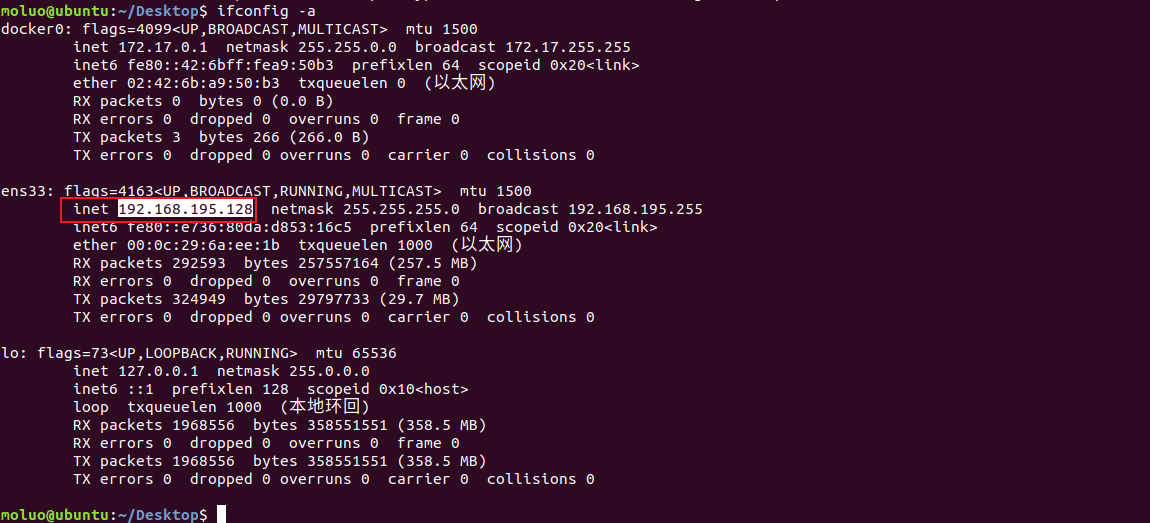 moluo@ubuntu:~/Desktop$ ifconfig -a
docker0: flags=4099<UP,BROADCAST,MULTICAST>  mtu 1500
        inet 172.17.0.1  netmask 255.255.0.0  broadcast 172.17.255.255
        inet6 fe80::42:6bff:fea9:50b3  prefixlen 64  scopeid 0x20<link>
        ether 02:42:6b:a9:50:b3  txqueuelen 0  (以太网)
        RX packets 0  bytes 0 (0.0 B)
        RX errors 0  dropped 0  overruns 0  frame 0
        TX packets 3  bytes 266 (266.0 B)
        TX errors 0  dropped 0 overruns 0  carrier 0  collisions 0
ens33: flags=4163<UP,BROADCAST,RUNNING,MULTICAST>  mtu 1500
        inet 192.168.195.128  netmask 255.255.255.0  broadcast 192.168.195.255
        inet6 fe80::e736:80da:d853:16c5  prefixlen 64  scopeid 0x20<link>
        ether 00:0c:29:6a:ee:1b  txqueuelen 1000  (以太网)
        RX packets 292593  bytes 257557164 (257.5 MB)
        RX errors 0  dropped 0  overruns 0  frame 0
        TX packets 324949  bytes 29797733 (29.7 MB)
        TX errors 0  dropped 0 overruns 0  carrier 0  collisions 0
lo: flags=73<UP,LOOPBACK,RUNNING>  mtu 65536
        inet 127.0.0.1  netmask 255.0.0.0
        inet6 ::1  prefixlen 128  scopeid 0x10<host>
        loop  txqueuelen 1000  (本地环回)
        RX packets 1968556  bytes 358551551 (358.5 MB)
        RX errors 0  dropped 0  overruns 0  frame 0
        TX packets 1968556  bytes 358551551 (358.5 MB)
        TX errors 0  dropped 0 overruns 0  carrier 0  collisions 0
moluo@ubuntu:~/Desktop$